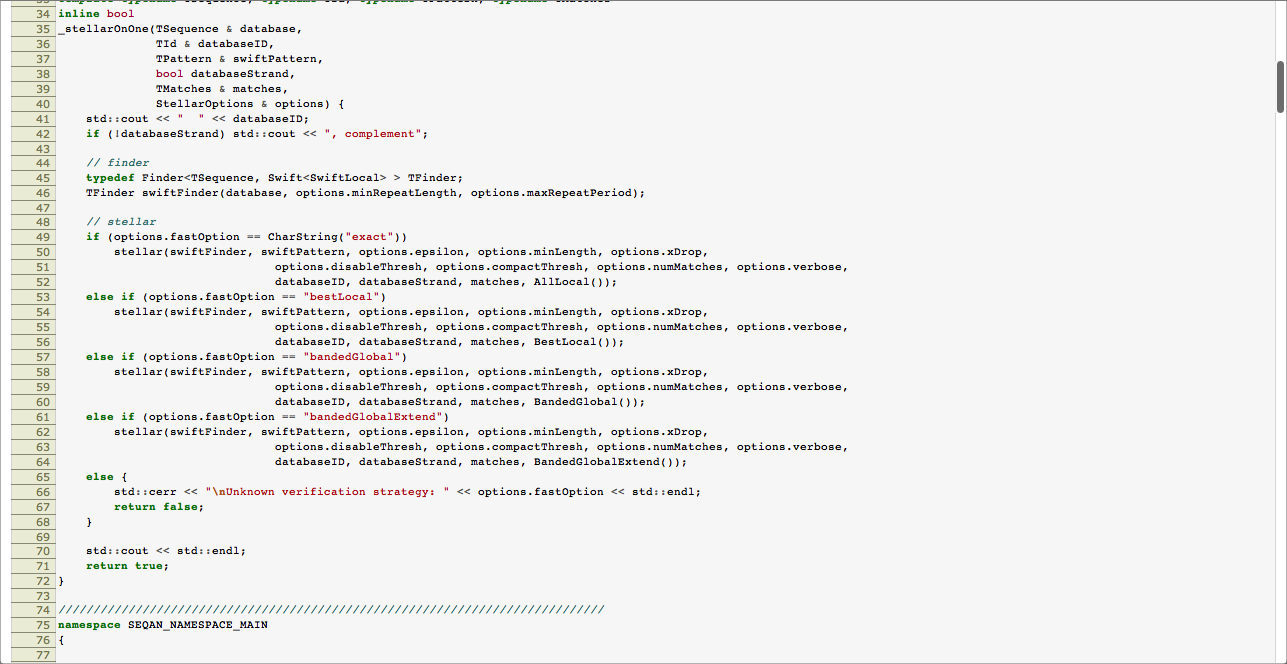 34 inline bool
35 _stellarOnOne(TSequence & database,
36               TId & databaseID,
37               TPattern & swiftPattern,
38               bool databaseStrand,
39               TMatches & matches,
40               StellarOptions & options) {
41     std::cout << "  " << databaseID;
42     if (!databaseStrand) std::cout << ", complement";
43
44     // finder
45     typedef Finder<TSequence, Swift<SwiftLocal> > TFinder;
46     TFinder swiftFinder(database, options.minRepeatLength, options.maxRepeatPeriod);
47
48     // stellar
49     if (options.fastOption == CharString("exact"))
50         stellar(swiftFinder, swiftPattern, options.epsilon, options.minLength, options.xDrop,
51                                options.disableThresh, options.compactThresh, options.numMatches, options.verbose,
52                                databaseID, databaseStrand, matches, AllLocal());
53     else if (options.fastOption == "bestLocal")
54         stellar(swiftFinder, swiftPattern, options.epsilon, options.minLength, options.xDrop,
55                                options.disableThresh, options.compactThresh, options.numMatches, options.verbose,
56                                databaseID, databaseStrand, matches, BestLocal());
57     else if (options.fastOption == "bandedGlobal")
58         stellar(swiftFinder, swiftPattern, options.epsilon, options.minLength, options.xDrop,
59                                options.disableThresh, options.compactThresh, options.numMatches, options.verbose,
60                                databaseID, databaseStrand, matches, BandedGlobal());
61     else if (options.fastOption == "bandedGlobalExtend")
62         stellar(swiftFinder, swiftPattern, options.epsilon, options.minLength, options.xDrop,
63                                options.disableThresh, options.compactThresh, options.numMatches, options.verbose,
64                                databaseID, databaseStrand, matches, BandedGlobalExtend());
65     else {
66         std::cerr << "\nUnknown verification strategy: " << options.fastOption << std::endl;
67         return false;
68     }
69
70     std::cout << std::endl;
71     return true;
72 }
73
74 //////////////////////////////////////////////////////////////////////////////
75 namespace SEQAN_NAMESPACE_MAIN
76 {
77